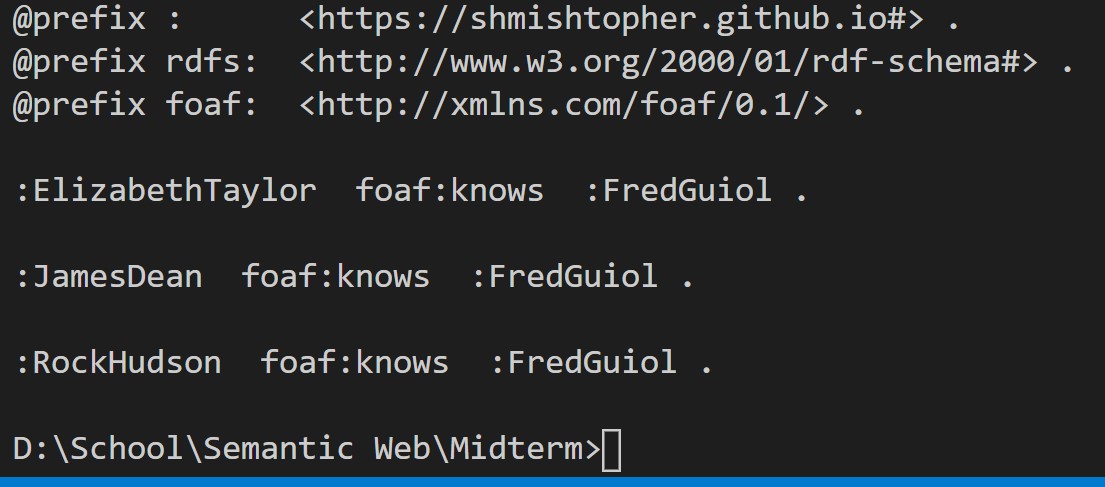 @prefix :      <https://shmishtopher.github.io#> .
@prefix rdfs:  <http://www.w3.org/2000/01/rdf-schema#> .
@prefix foaf:  <http://xmlns.com/foaf/0.1/> .
:ElizabethTaylor  foaf:knows  :FredGuiol .
:JamesDean  foaf:knows  :FredGuiol .
:RockHudson  foaf:knows  :FredGuiol .
D:\School\Semantic Web\Midterm>